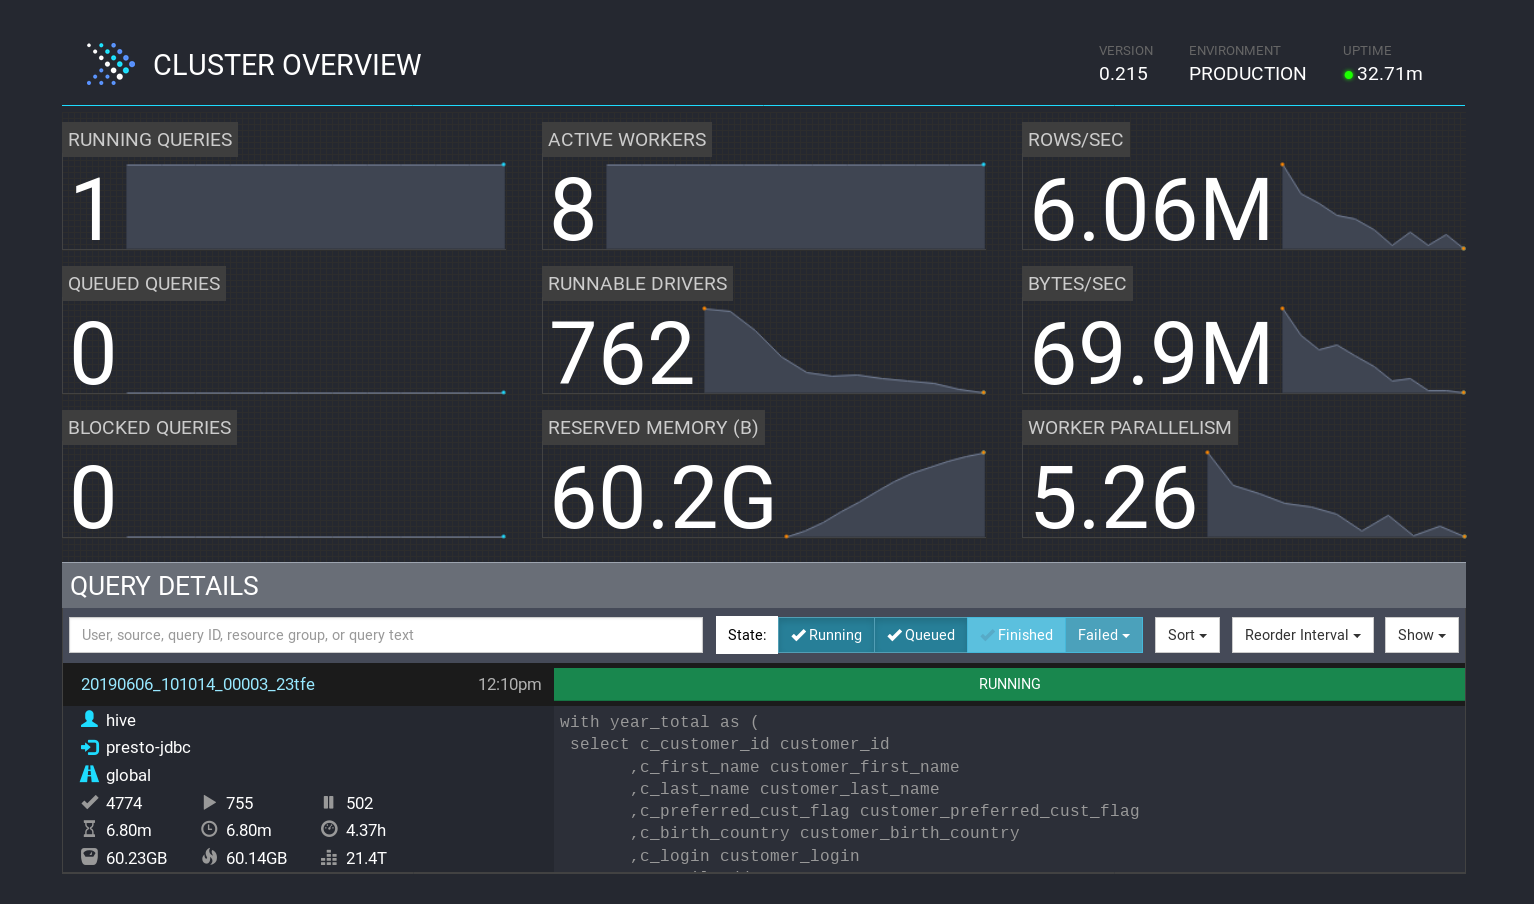 CLUSTER OVERVIEW
VERSION
0.215
ENVIRONMENT
PRODUCTION
UPTIME
32.71m
RUNNING QUERIES
1
ACTIVE WORKERS
8
ROWS/SEC
6.06M
QUEUED QUERIES
0
RUNNABLE DRIVERS
762
BYTES/SEC
69.9M
BLOCKED QUERIES
0
RESERVED MEMORY (B)
60.2G
WORKER PARALLELISM
5.26
QUERY DETAILS
User, source, query ID, resource group, or query text
State: Running Queued Finished Failed
Sort
Reorder Interval
Show
20190606_101014_00003_23tfe 12:10pm
RUNNING
hive
presto-jdbc
global
4774 755 502
6.80m 6.80m 4.37h
60.23GB 60.14GB 21.4T
with year_total as (
select c_customer_id customer_id
,c_first_name customer_first_name
,c_last_name customer_last_name
,c_preferred_cust_flag customer_preferred_cust_flag
,c_birth_country customer_birth_country
,c_login customer_login